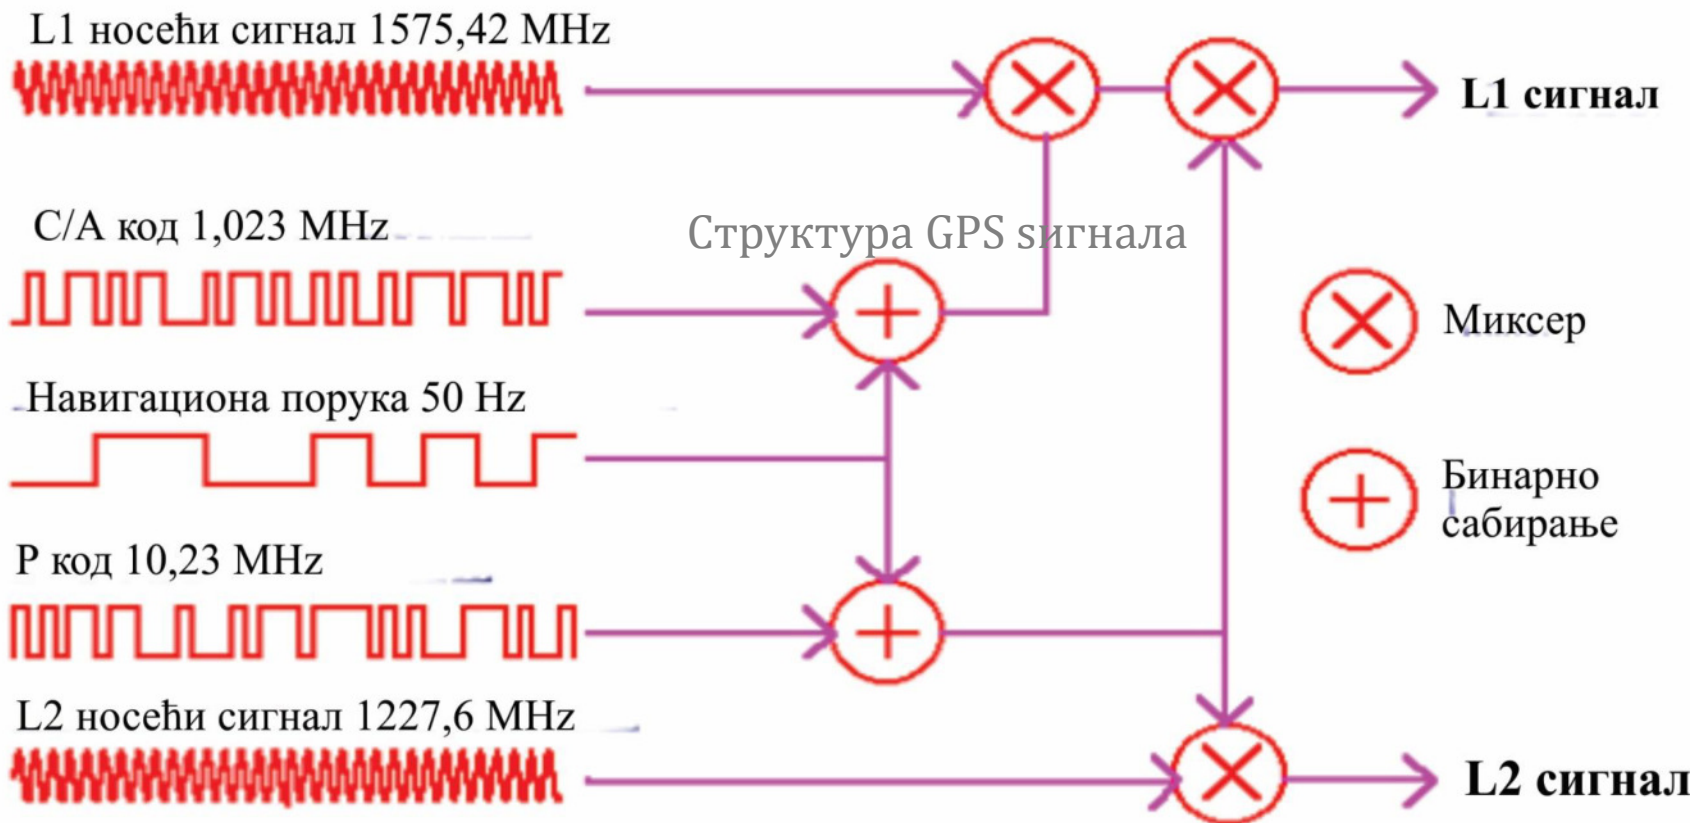 L1 носећи сигнал 1575,42 MHz
L1 сигнал
C/A код 1,023 MHz
Структура GPS sигнала
Миксер
Навигациона порука 50 Hz
Бинарно
сабирање
P код 10,23 MHz
L2 носећи сигнал 1227,6 MHz
L2 сигнал